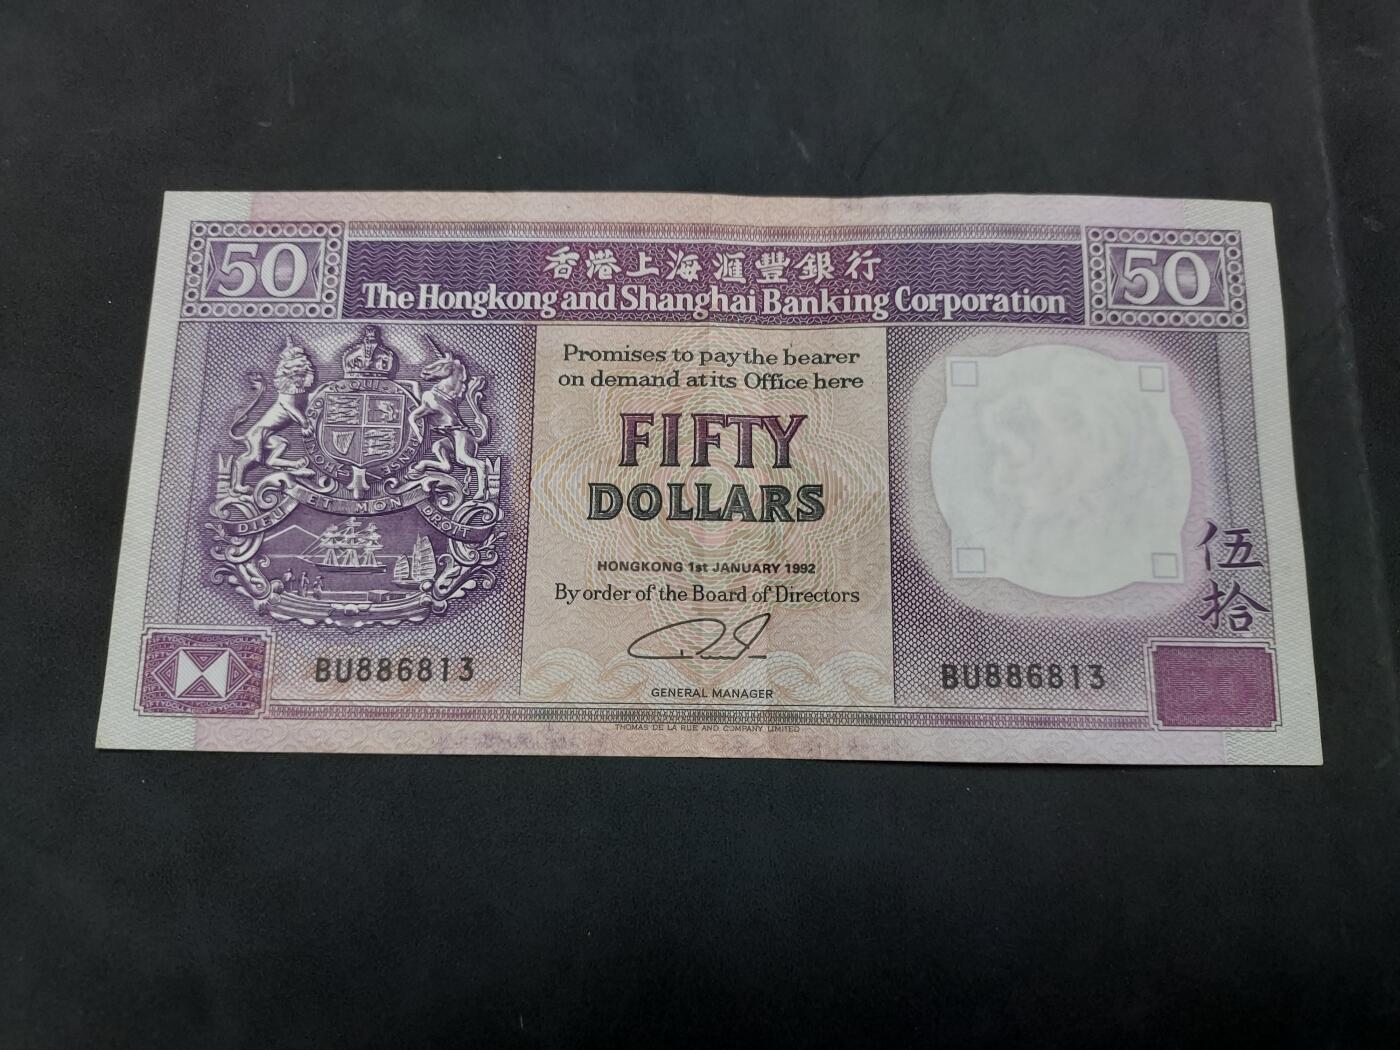 50
香港上海滙豐銀行
50
The Hongkong and Shanghai Banking Corporation
Promises to pay the bearer
on demand at its Office here
FIFTY
DOLLARS
HONGKONG 1st JANUARY 1992
By order of the Board of Directors
GENERAL MANAGER
THOMAS DE LA RUE AND COMPANY LIMITED
DIEU ET MON DROIT
BU886813
BU886813
伍拾